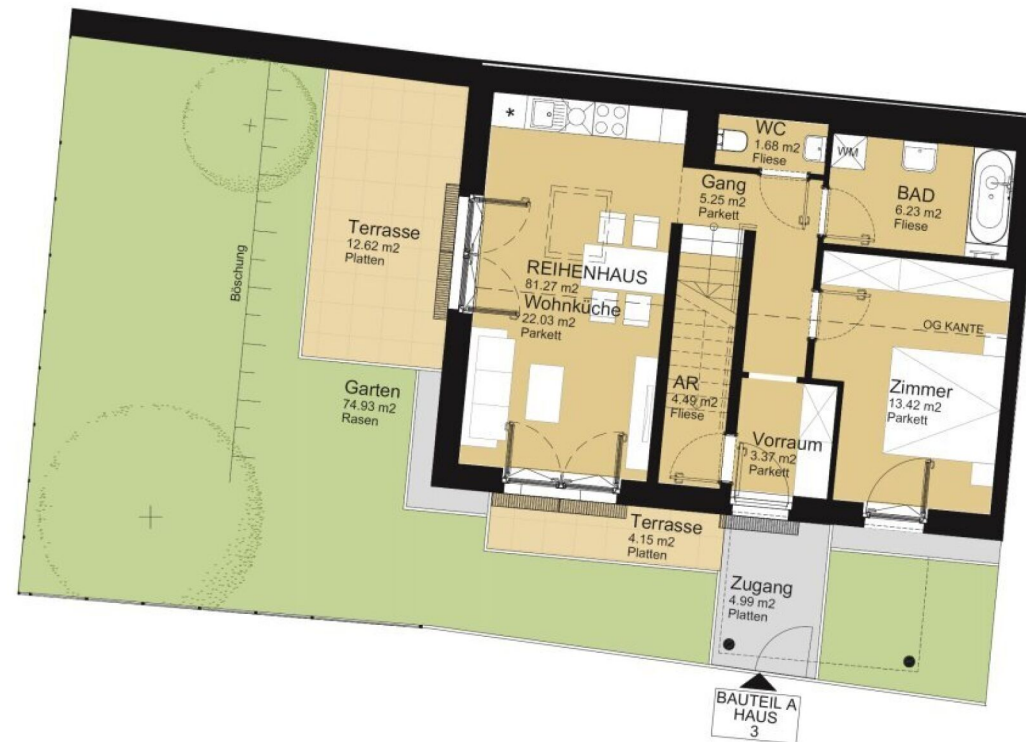 WC
1.68 m2
Fliese
WM
BAD
6.23 m2
Fliese
Gang
5.25 m2
Parkett
Terrasse
12.62 m2
Platten
Böschung
REIHENHAUS
81.27 m2
Wohnküche
22.03 m2
Parkett
OG KANTE
Garten
74.93 m2
Rasen
AR
4.49 m2
Fliese
Zimmer
13.42 m2
Parkett
Vorraum
3.37 m2
Parkett
Terrasse
4.15 m2
Platten
Zugang
4.99 m2
Platten
BAUTEIL A
HAUS
3